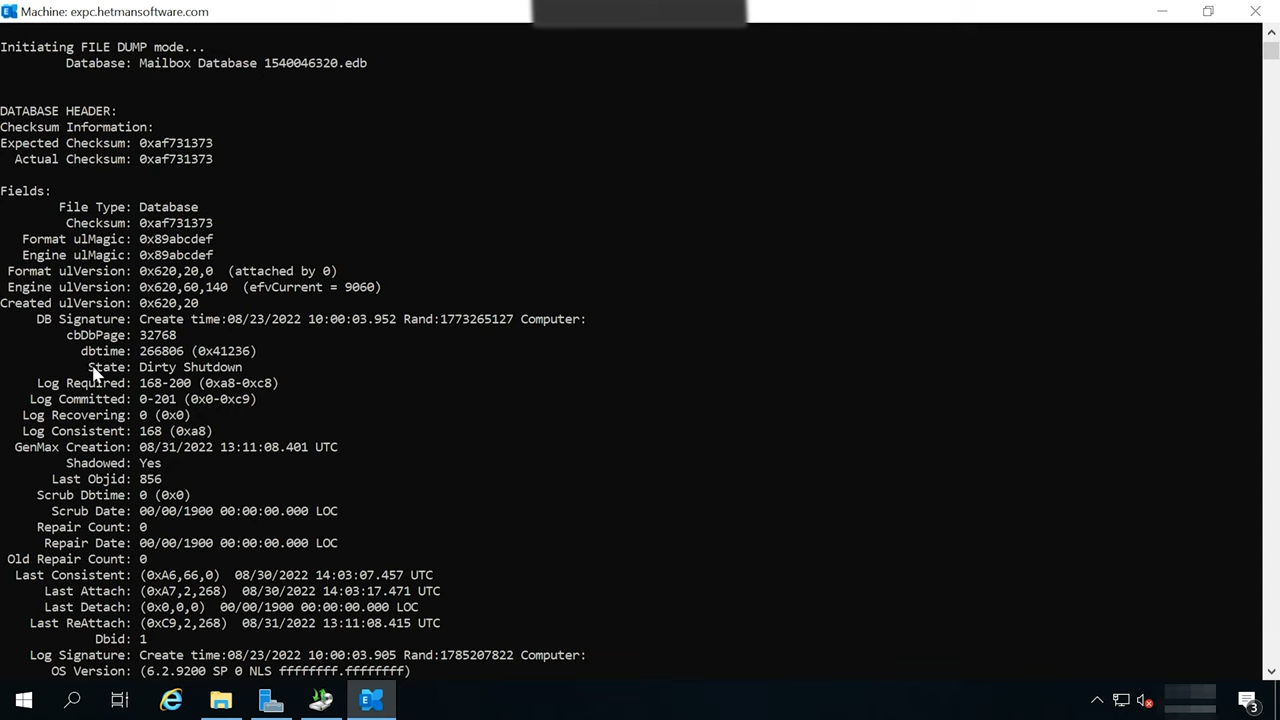 Machine: expc.hetmansoftware.com
Initiating FILE DUMP mode...
Database: Mailbox Database 1540046320.edb
DATABASE HEADER:
Checksum Information:
Expected Checksum: 0xaf731373
Actual Checksum: 0xaf731373
Fields:
File Type: Database
Checksum: 0xaf731373
Format ulMagic: 0x89abcdef
Engine ulMagic: 0x89abcdef
Format ulVersion: 0x620,20,0 (attached by 0)
Engine ulVersion: 0x620,60,140 (efvCurrent = 9060)
Created ulVersion: 0x620,20
DB Signature: Create time:08/23/2022 10:00:03.952 Rand:1773265127 Computer:
cbDbPage: 32768
dbtime: 266806 (0x41236)
State: Dirty Shutdown
Log Required: 168-200 (0xa8-0xc8)
Log Committed: 0-201 (0x0-0xc9)
Log Recovering: 0 (0x0)
Log Consistent: 168 (0xa8)
GenMax Creation: 08/31/2022 13:11:08.401 UTC
Shadowed: Yes
Last Objid: 856
Scrub Dbtime: 0 (0x0)
Scrub Date: 00/00/1900 00:00:00.000 LOC
Repair Count: 0
Repair Date: 00/00/1900 00:00:00.000 LOC
Old Repair Count: 0
Last Consistent: (0xA6,66,0) 08/30/2022 14:03:07.457 UTC
Last Attach: (0xA7,2,268) 08/30/2022 14:03:17.471 UTC
Last Detach: (0x0,0,0) 00/00/1900 00:00:00.000 LOC
Last ReAttach: (0xC9,2,268) 08/31/2022 13:11:08.415 UTC
Dbid: 1
Log Signature: Create time:08/23/2022 10:00:03.905 Rand:1785207822 Computer:
OS Version: (6.2.9200 SP 0 NLS ffffffff.ffffffff)
3